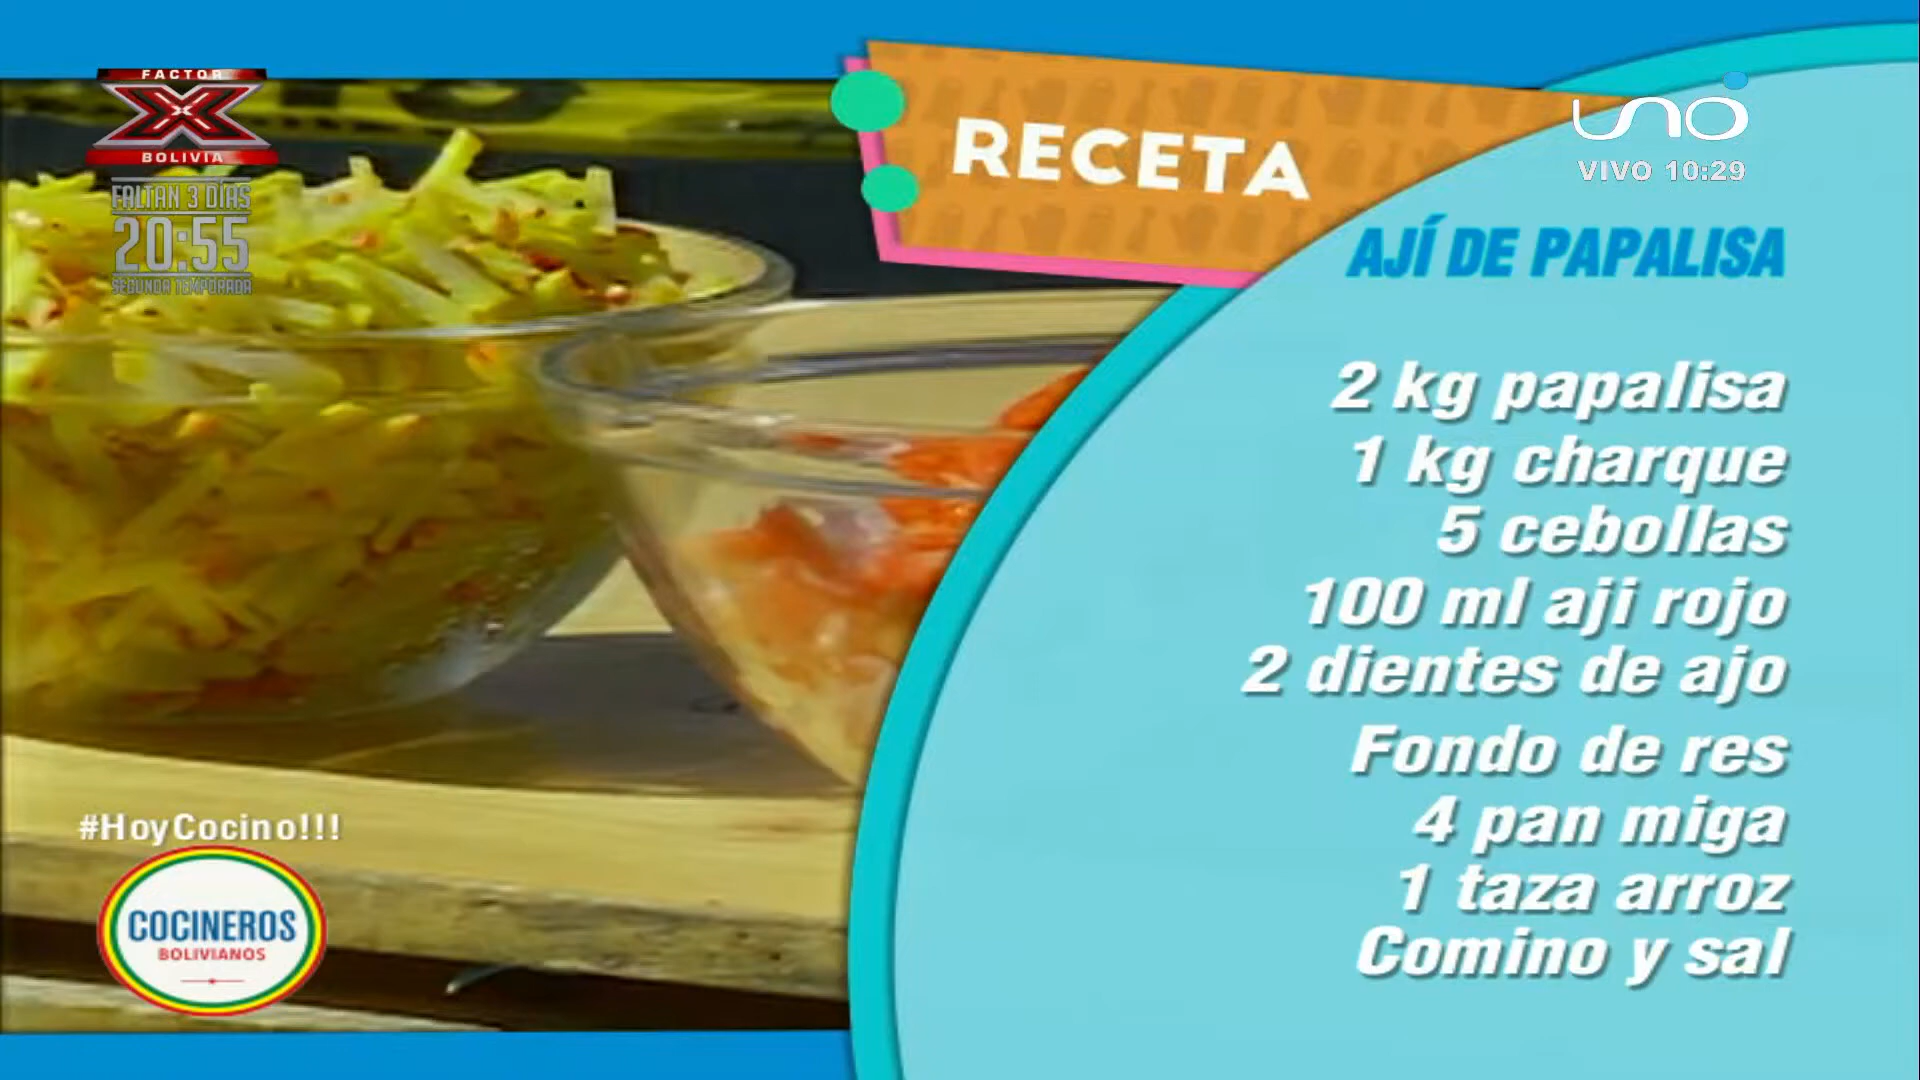 FACTOR
X
BOLIVIA
FALTAN 3 DÍAS
20:55
SEGUNDA TEMPORADA
RECETA
uno
VIVO 10:29
AJÍ DE PAPALISA
2 kg papalisa
1 kg charque
5 cebollas
100 ml aji rojo
2 dientes de ajo
Fondo de res
4 pan miga
1 taza arroz
Comino y sal
#HoyCocino!!!
COCINEROS
BOLIVIANOS